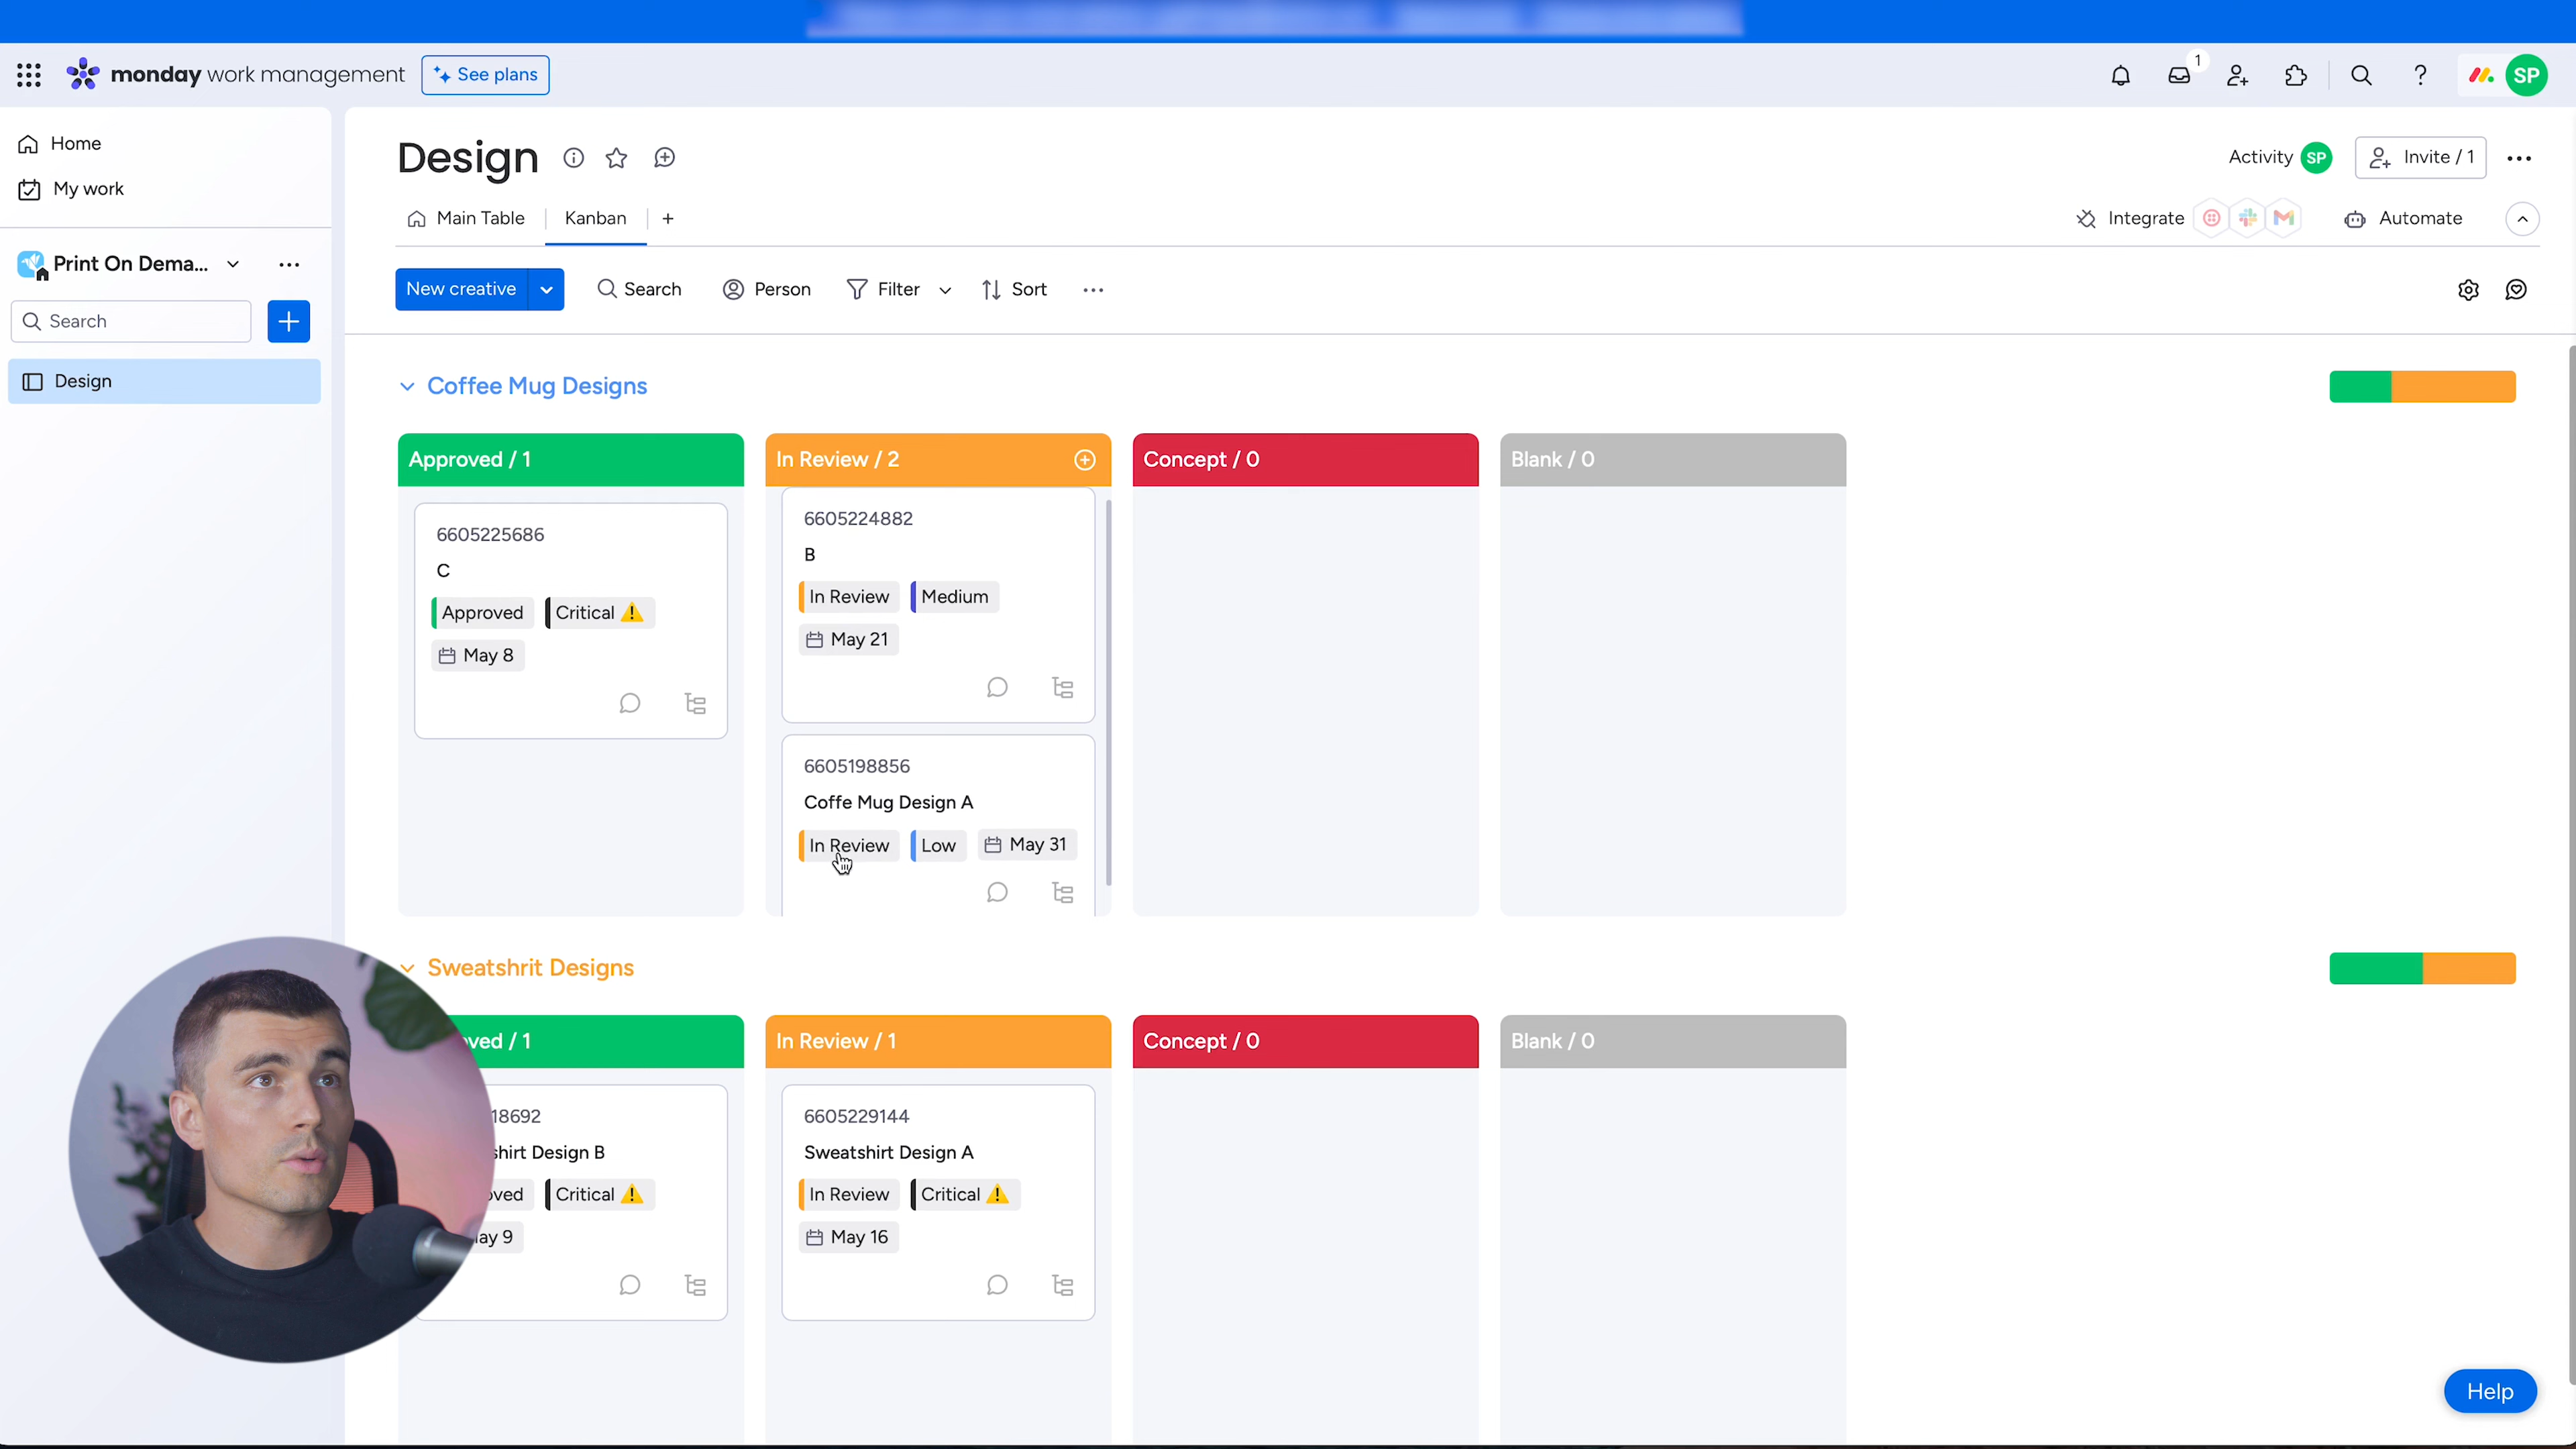 monday work management
See plans
1
SP
Home
My work
Print On Dema...
Search
Design
Design
Activity SP
Invite / 1
Main Table
Kanban
Integrate
Automate
New creative
Search
Person
Filter
Sort
Coffee Mug Designs
Approved / 1
In Review / 2
Concept / 0
Blank / 0
6605225686
C
Approved
Critical
May 8
6605224882
B
In Review
Medium
May 21
6605198856
Coffe Mug Design A
In Review
Low
May 31
Sweatshrit Designs
/ 1
In Review / 1
Concept / 0
Blank / 0
18692
Design B
Critical
9
6605229144
Sweatshirt Design A
In Review
Critical
May 16
Help